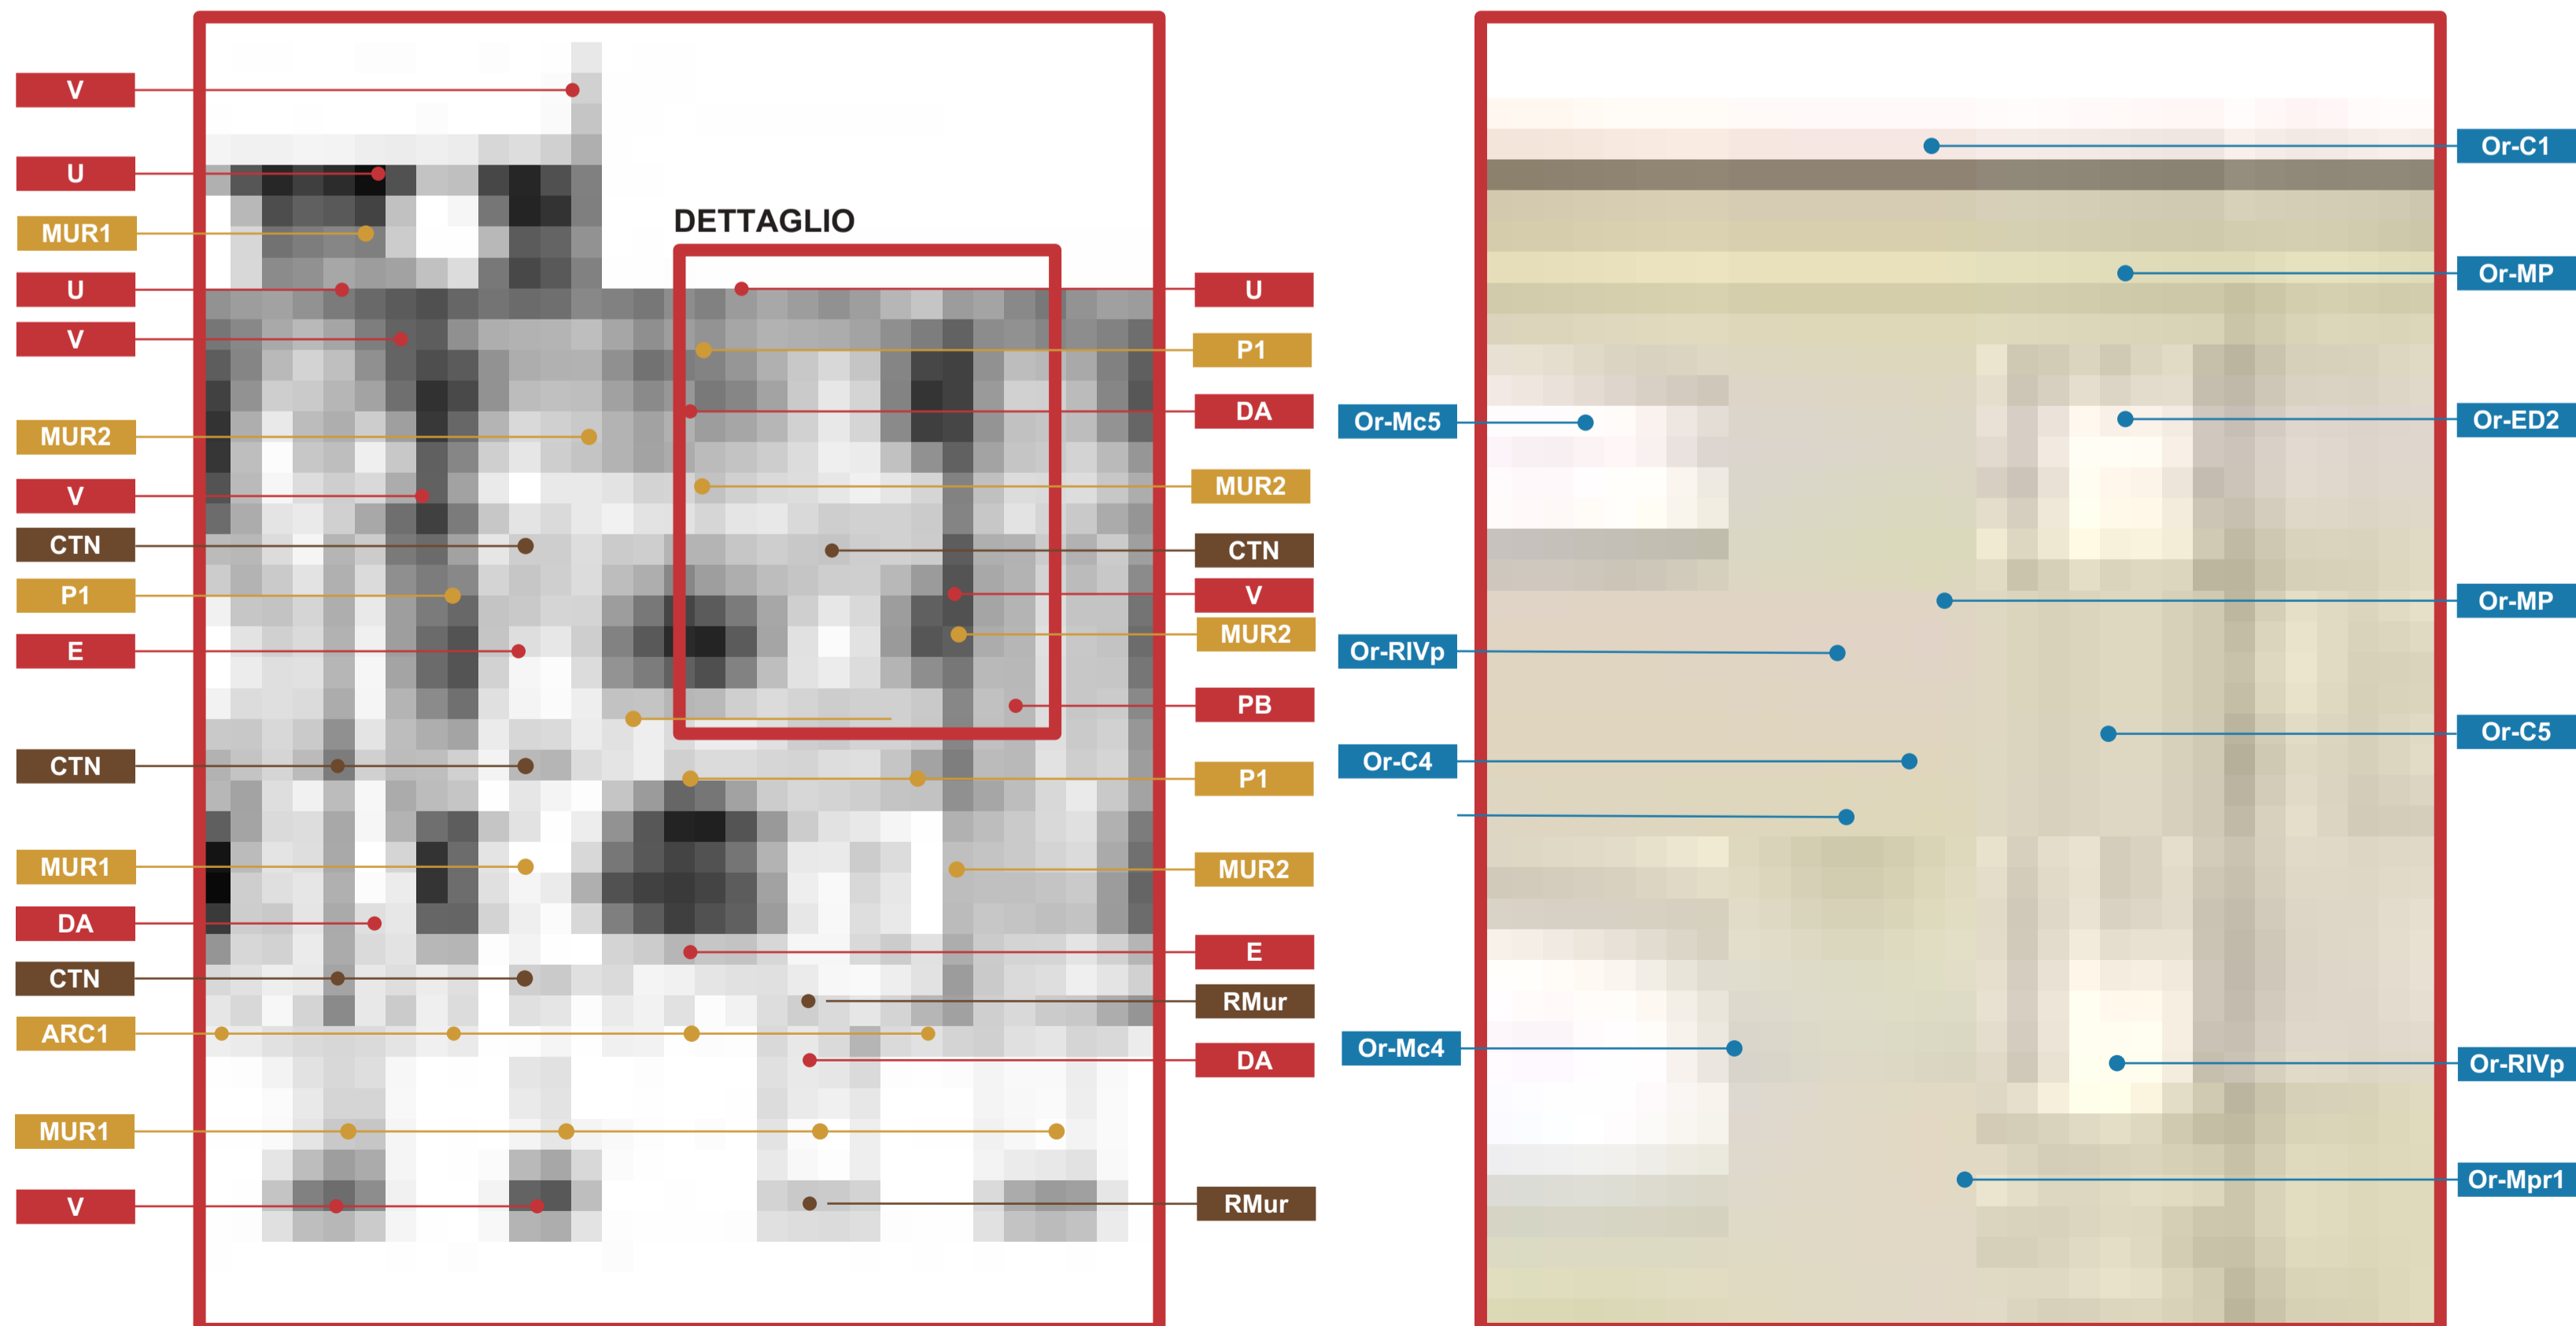 V
U
MUR1
U
V
MUR2
V
CTN
P1
E
CTN
MUR1
DA
CTN
ARC1
MUR1
V
DETTAGLIO
U
P1
DA
MUR2
CTN
V
MUR2
PB
P1
MUR2
E
RMur
DA
RMur
Or-Mc5
Or-RIVp
Or-C4
Or-Mc4
Or-C1
Or-MP
Or-ED2
Or-MP
Or-C5
Or-RIVp
Or-Mpr1